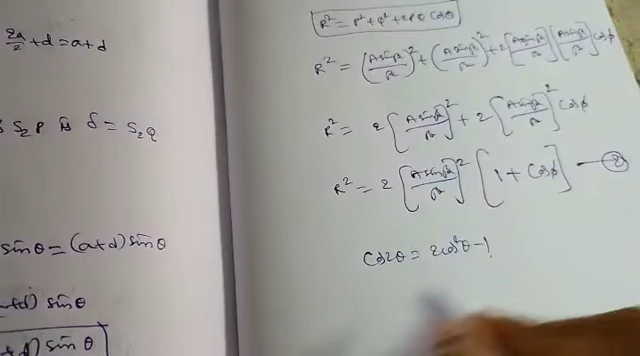 2a/2 + d = a + d
S₂P is δ = S₂Q
sinθ = (a+d) sinθ
+d) sinθ
+d) sinθ
R² = P² + Q² + 2PQ Cosθ
R² = (A sinβ/β)² + (A sinβ/β)² + 2[A sinβ/β][A sinβ/β] Cosϕ
R² = 2[A sinβ/β]² + 2[A sinβ/β]² Cosϕ
R² = 2[A sinβ/β]² [1 + Cosϕ] — ②
Cos2θ = 2cos²θ - 1